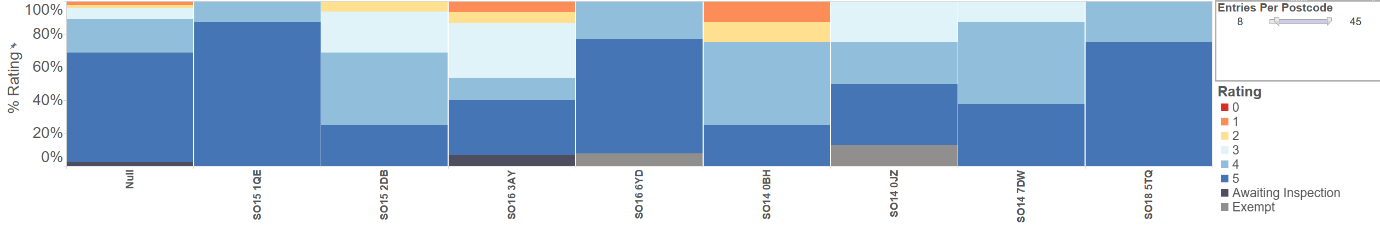 100%
80%
60%
40%
20%
0%
% Rating
Null
SO15 1QE
SO15 2DB
SO16 3AY
SO16 6YD
SO14 0BH
SO14 0JZ
SO14 7DW
SO18 5TQ
Entries Per Postcode
8 45
Rating
0
1
2
3
4
5
Awaiting Inspection
Exempt